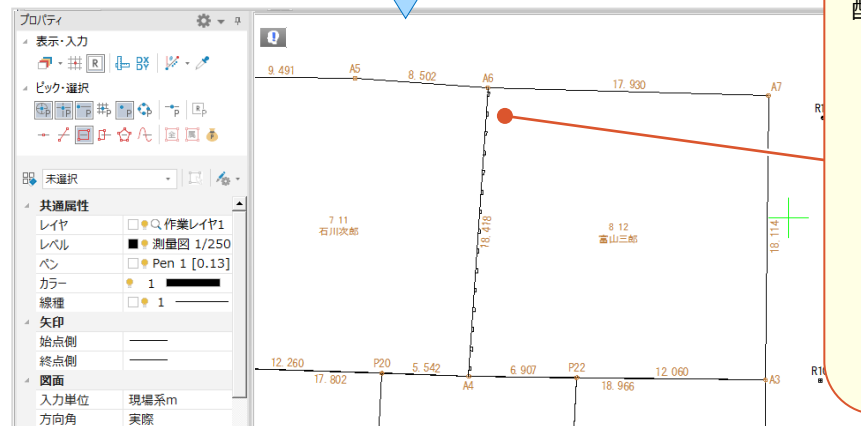 プロパティ
表示・入力
R
DX
BY
ピック・選択
未選択
共通属性
レイヤ 作業レイヤ1
レベル 測量図 1/250
ペン Pen 1 [0.13]
カラー 1
線種 1
矢印
始点側
終点側
図面
入力単位 現場系m
方向角 実際
9.491 A5 8.502 A6 17.930 A7
7 11
石川次郎
18.478
8 12
富山三郎
18.114
12.260 P20 5.542 6.907 P22 12.060
17.802 A4 18.966 A3